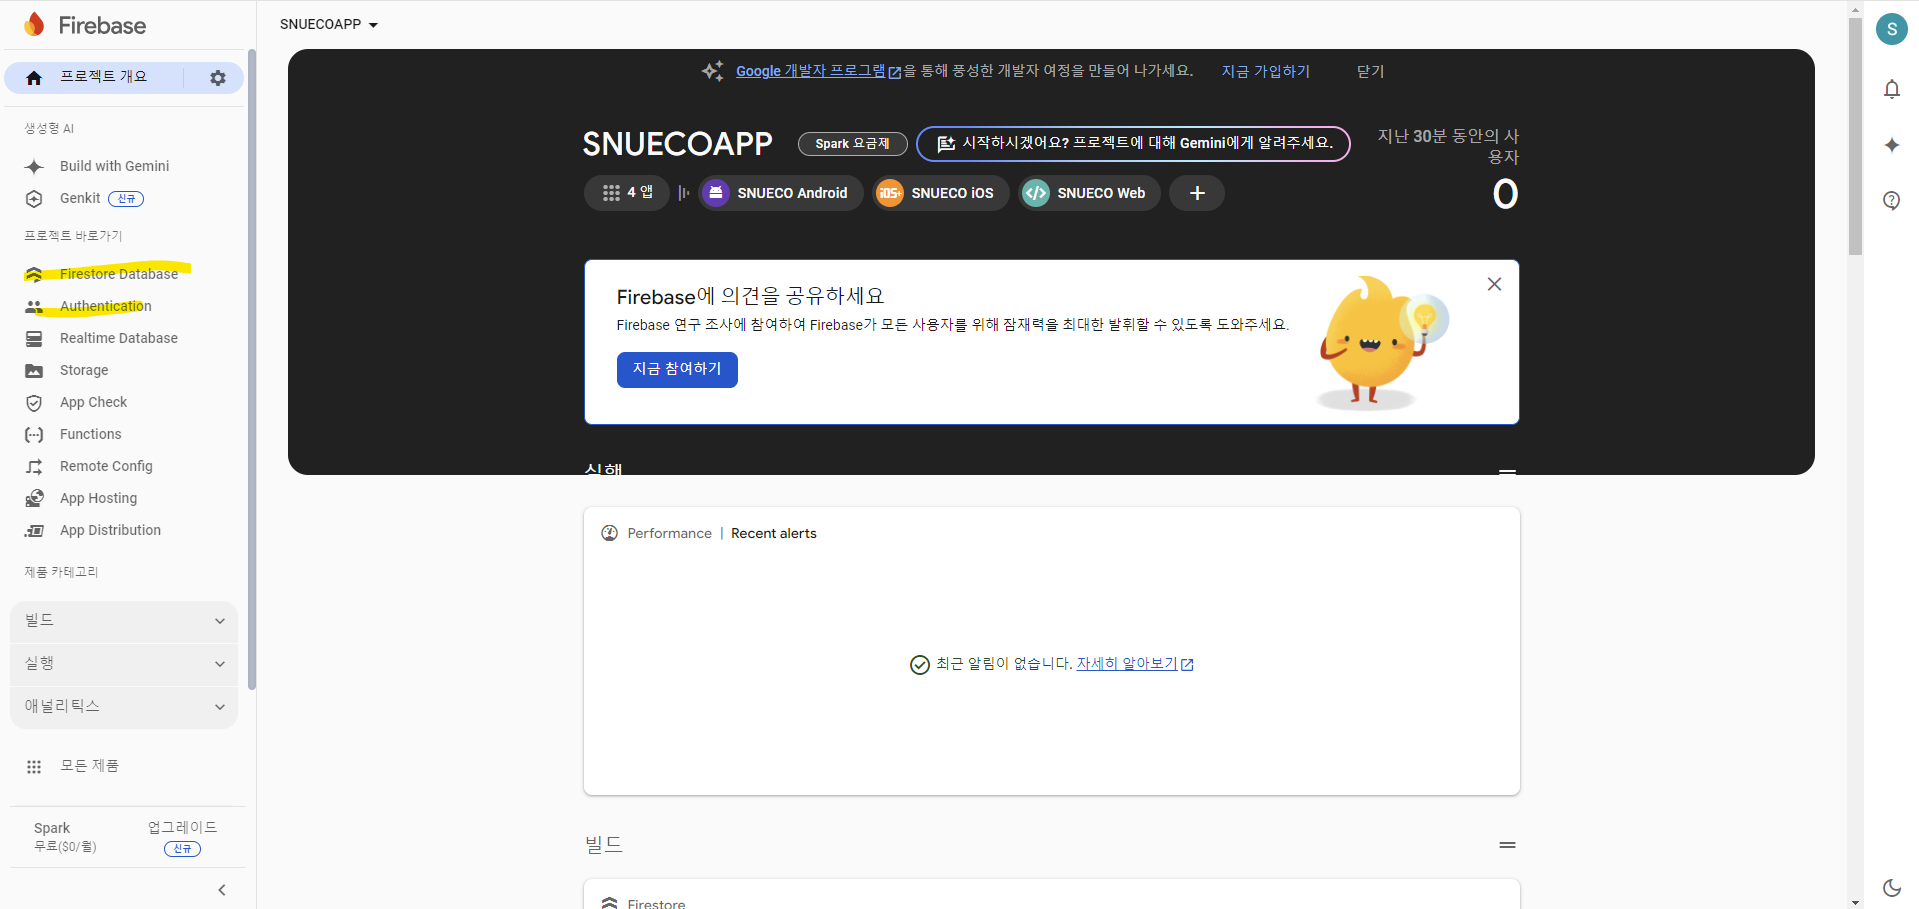 Firebase
SNUECOAPP
S
프로젝트 개요
생성형 AI
Build with Gemini
Genkit 신규
프로젝트 바로가기
Firestore Database
Authentication
Realtime Database
Storage
App Check
Functions
Remote Config
App Hosting
App Distribution
제품 카테고리
빌드
실행
애널리틱스
모든 제품
Spark
무료($0/월)
업그레이드
신규
Google 개발자 프로그램을 통해 풍성한 개발자 여정을 만들어 나가세요. 지금 가입하기 닫기
SNUECOAPP Spark 요금제 시작하시겠어요? 프로젝트에 대해 Gemini에게 알려주세요.
지난 30분 동안의 사
용자
0
4 앱 SNUECO Android iOS+ SNUECO iOS SNUECO Web
Firebase에 의견을 공유하세요
Firebase 연구 조사에 참여하여 Firebase가 모든 사용자를 위해 잠재력을 최대한 발휘할 수 있도록 도와주세요.
지금 참여하기
실행
Performance | Recent alerts
최근 알림이 없습니다. 자세히 알아보기
빌드
Firestore